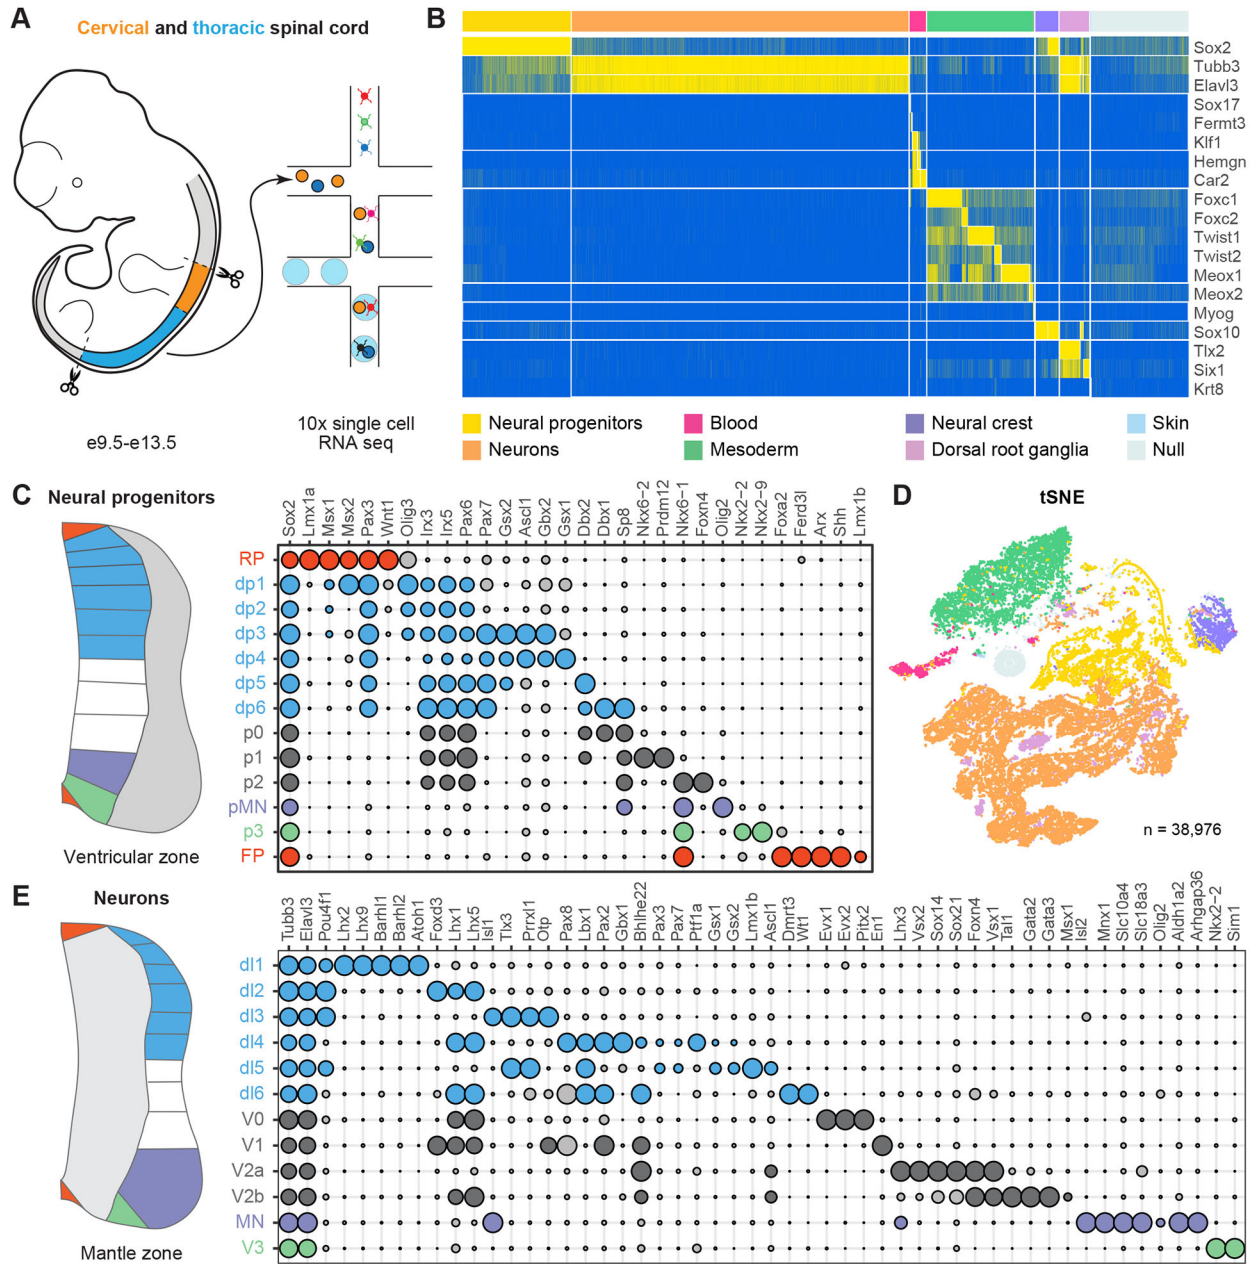 A
Cervical and thoracic spinal cord
e9.5-e13.5
10x single cell
RNA seq
B
Sox2
Tubb3
Elavl3
Sox17
Fermt3
Klf1
Hemgn
Car2
Foxc1
Foxc2
Twist1
Twist2
Meox1
Meox2
Myog
Sox10
Tlx2
Six1
Krt8
Neural progenitors
Blood
Neural crest
Skin
Neurons
Mesoderm
Dorsal root ganglia
Null
C
Neural progenitors
Ventricular zone
Sox2 Lmx1a Msx1 Msx2 Pax3 Wnt1 Olig3 Irx3 Irx5 Pax6 Pax7 Gsx2 Ascl1 Gbx2 Gsx1 Dbx2 Dbx1 Sp8 Nkx6-2 Prdm12 Nkx6-1 Foxn4 Olig2 Nkx2-2 Nkx2-9 Foxa2 Ferd3l Arx Shh Lmx1b
RP
dp1
dp2
dp3
dp4
dp5
dp6
p0
p1
p2
pMN
p3
FP
D
tSNE
n = 38,976
E
Neurons
Mantle zone
Tubb3 Elavl3 Pou4f1 Lhx2 Lhx9 Barhl1 Barhl2 Atoh1 Foxd3 Lhx1 Lhx5 Isl1 Tlx3 Prrxl1 Otp Pax8 Lbx1 Pax2 Gbx1 Bhlhe22 Pax3 Pax7 Ptf1a Gsx1 Gsx2 Lmx1b Ascl1 Dmrt3 Wt1 Evx1 Evx2 Pitx2 En1 Lhx3 Vsx2 Sox14 Sox21 Foxn4 Vsx1 Tal1 Gata2 Gata3 Msx1 Isl2 Mnx1 Slc10a4 Slc18a3 Olig2 Aldh1a2 Arhgap36 Nkx2-2 Sim1
dI1
dI2
dI3
dI4
dI5
dI6
V0
V1
V2a
V2b
MN
V3